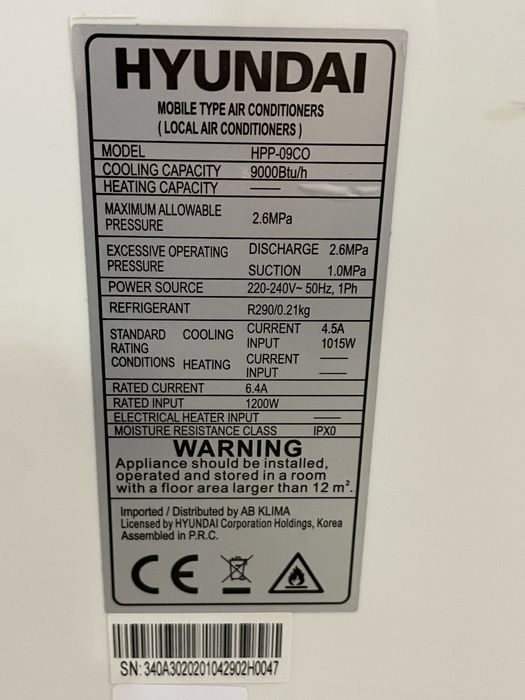 HYUNDAI
MOBILE TYPE AIR CONDITIONERS
( LOCAL AIR CONDITIONERS )
MODEL HPP-09CO
COOLING CAPACITY 9000Btu/h
HEATING CAPACITY ——
MAXIMUM ALLOWABLE
PRESSURE 2.6MPa
EXCESSIVE OPERATING
PRESSURE DISCHARGE 2.6MPa
SUCTION 1.0MPa
POWER SOURCE 220-240V~ 50Hz, 1Ph
REFRIGERANT R290/0.21kg
STANDARD
RATING
CONDITIONS
COOLING CURRENT 4.5A
INPUT 1015W
HEATING CURRENT ——
INPUT ——
RATED CURRENT 6.4A
RATED INPUT 1200W
ELECTRICAL HEATER INPUT ——
MOISTURE RESISTANCE CLASS IPX0
WARNING
Appliance should be installed,
operated and stored in a room
with a floor area larger than 12 m².
Imported / Distributed by AB KLIMA
Licensed by HYUNDAI Corporation Holdings, Korea
Assembled in P.R.C.
CE
SN: 340A3020201042902H0047